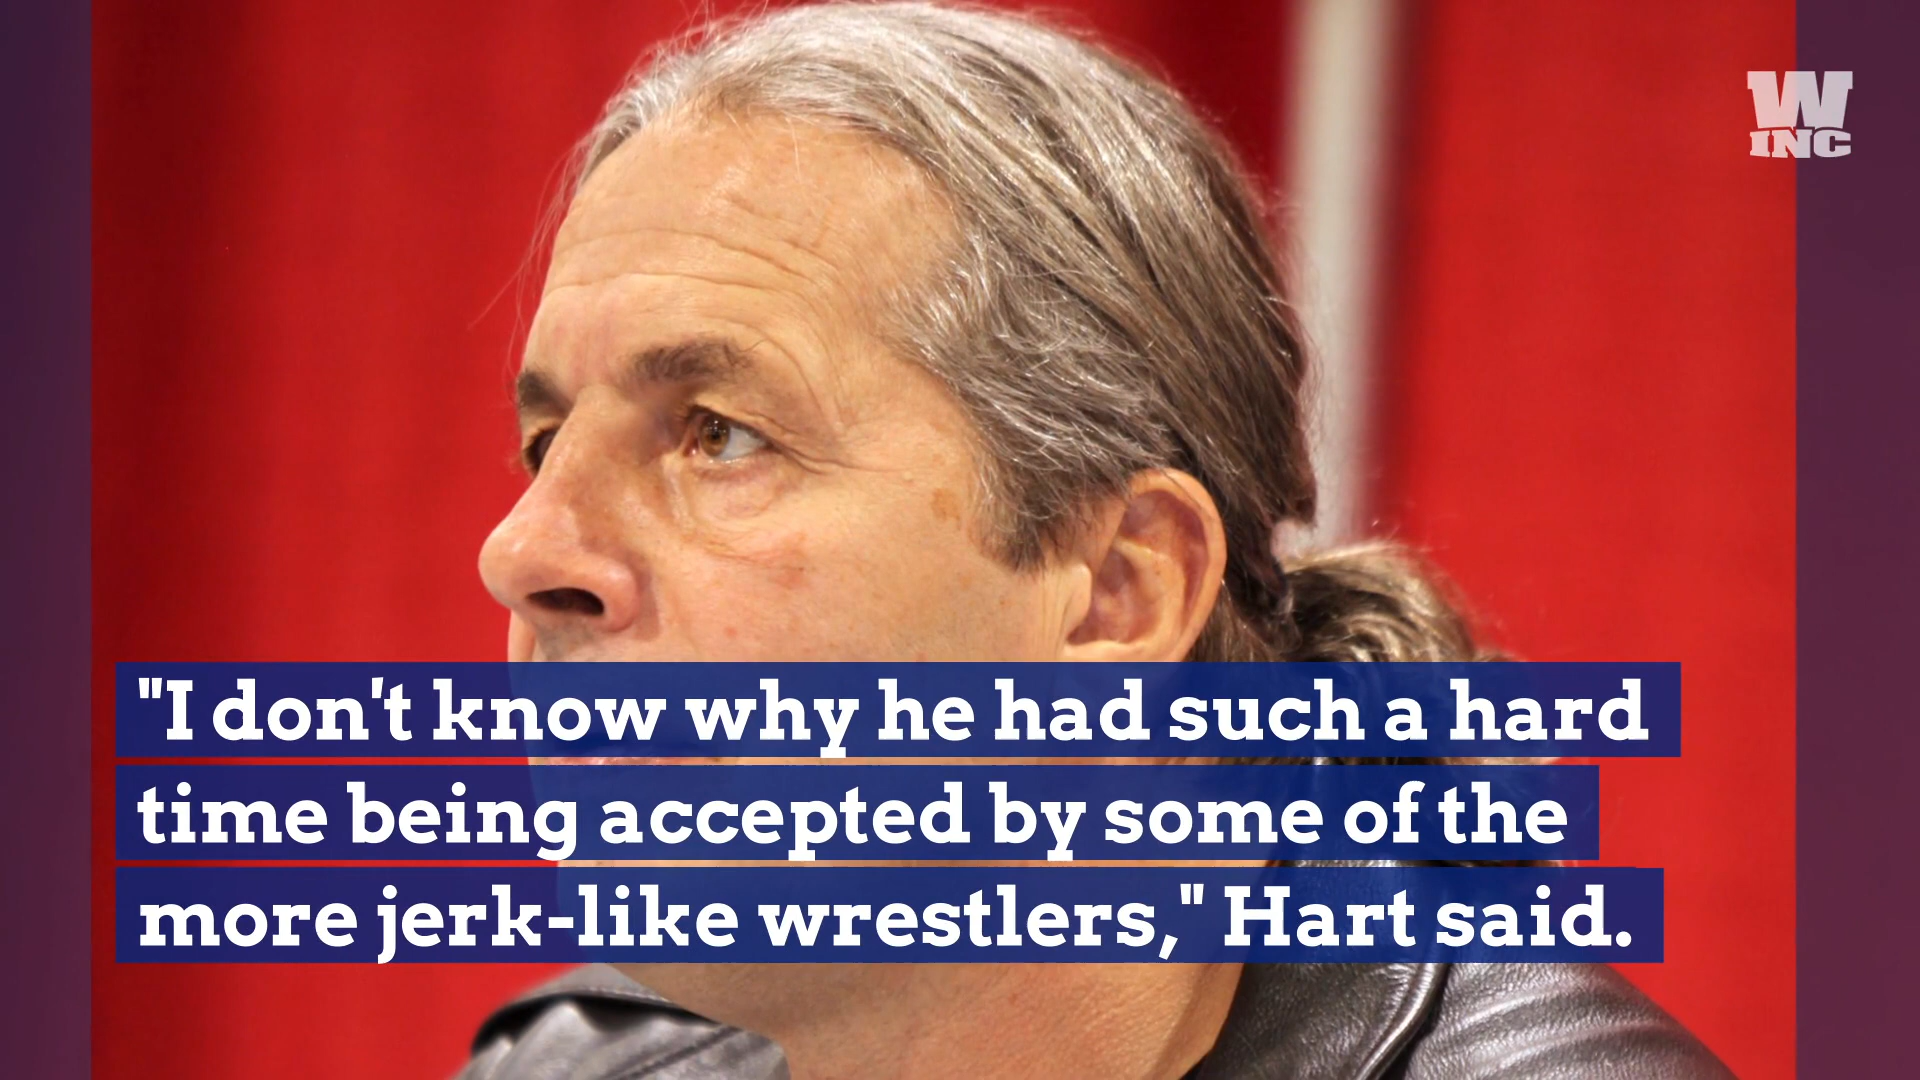 W
INC
"I don't know why he had such a hard
time being accepted by some of the
more jerk-like wrestlers," Hart said.